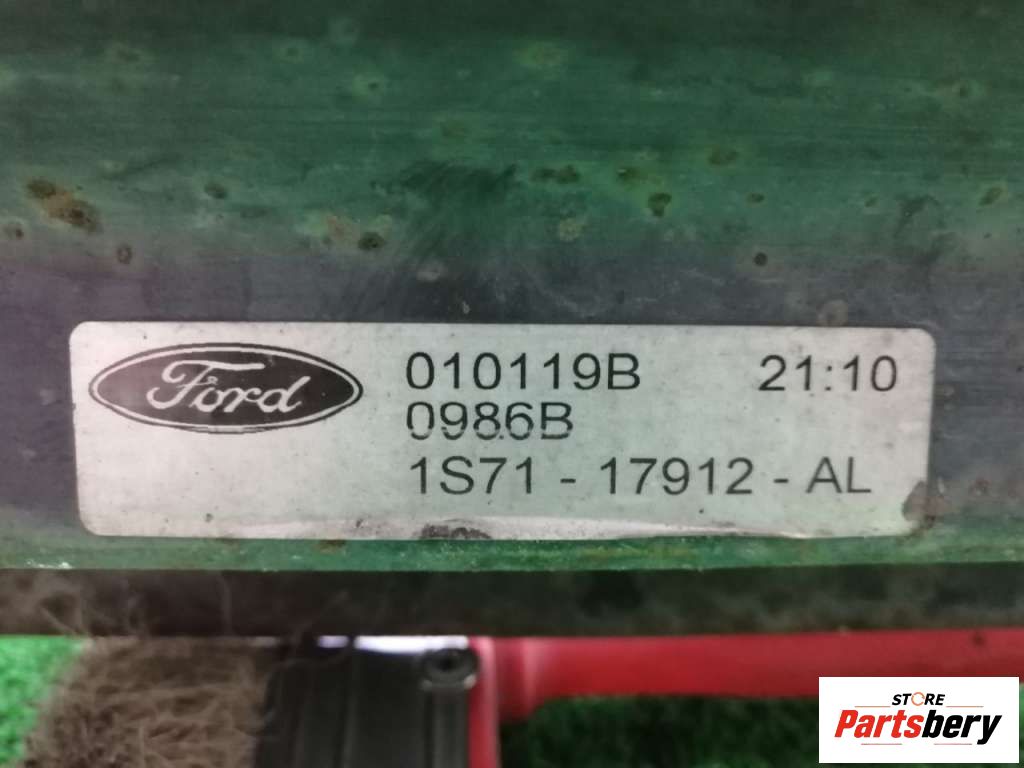 Ford
010119B 21:10
0986B
1S71 - 17912 - AL
STORE
Partsbery